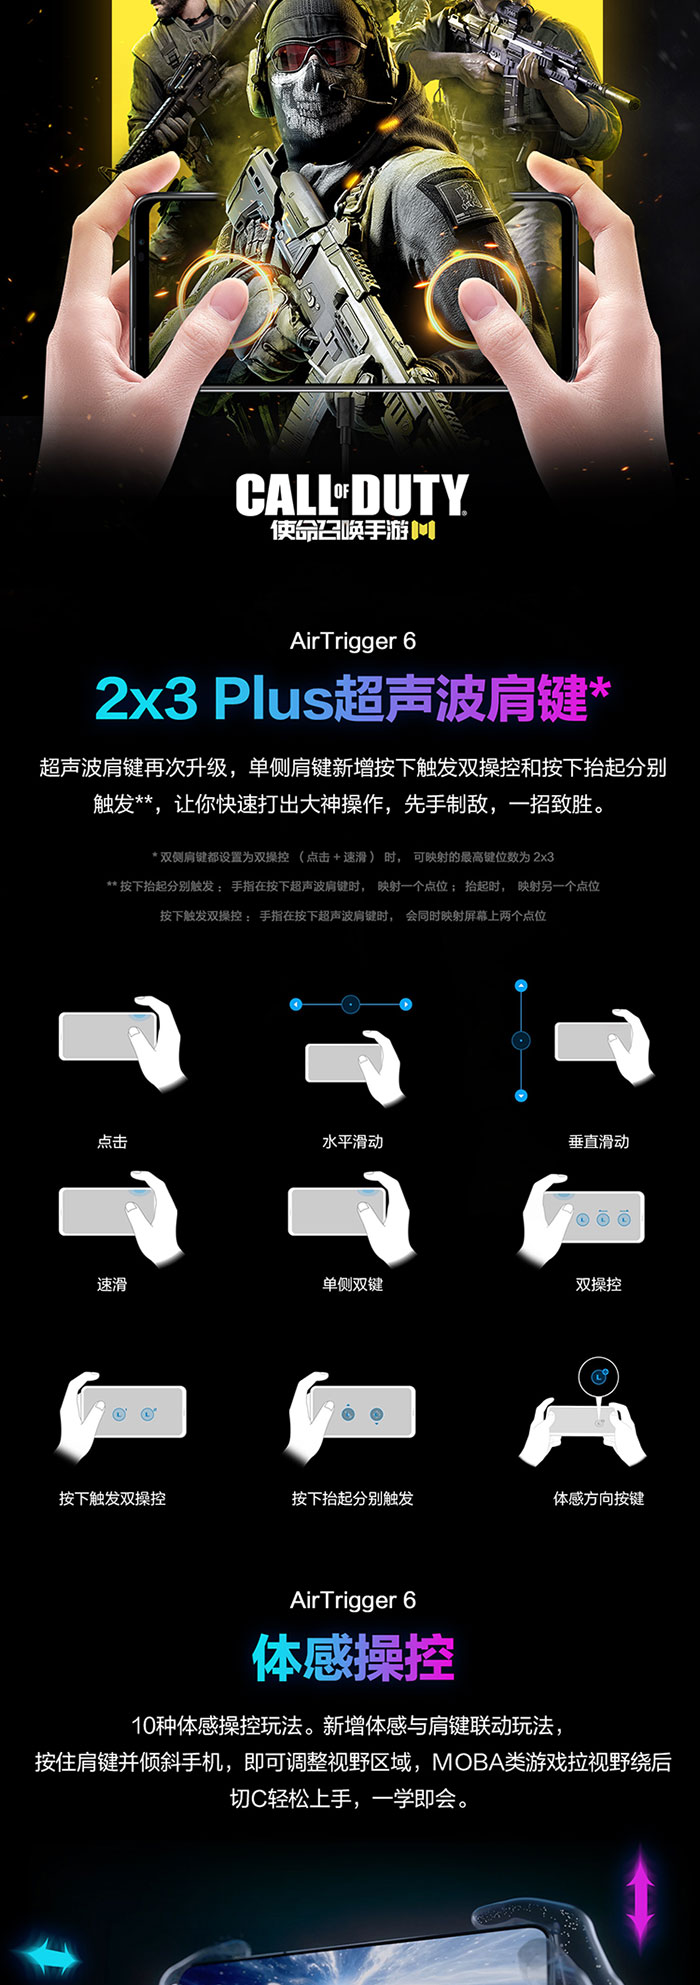 CALL OF DUTY
使命召唤手游
AirTrigger 6
2x3 Plus超声波肩键*
超声波肩键再次升级，单侧肩键新增按下触发双操控和按下抬起分别
触发**，让你快速打出大神操作，先手制敌，一招致胜。
* 双侧肩键都设置为双操控 （点击 + 速滑） 时， 可映射的最高键位数为 2x3
** 按下抬起分别触发 ： 手指在按下超声波肩键时， 映射一个点位 ； 抬起时， 映射另一个点位
按下触发双操控 ： 手指在按下超声波肩键时， 会同时映射屏幕上两个点位
点击
水平滑动
垂直滑动
速滑
单侧双键
双操控
按下触发双操控
按下抬起分别触发
体感方向按键
AirTrigger 6
体感操控
10种体感操控玩法。新增体感与肩键联动玩法，
按住肩键并倾斜手机，即可调整视野区域，MOBA类游戏拉视野绕后
切C轻松上手，一学即会。